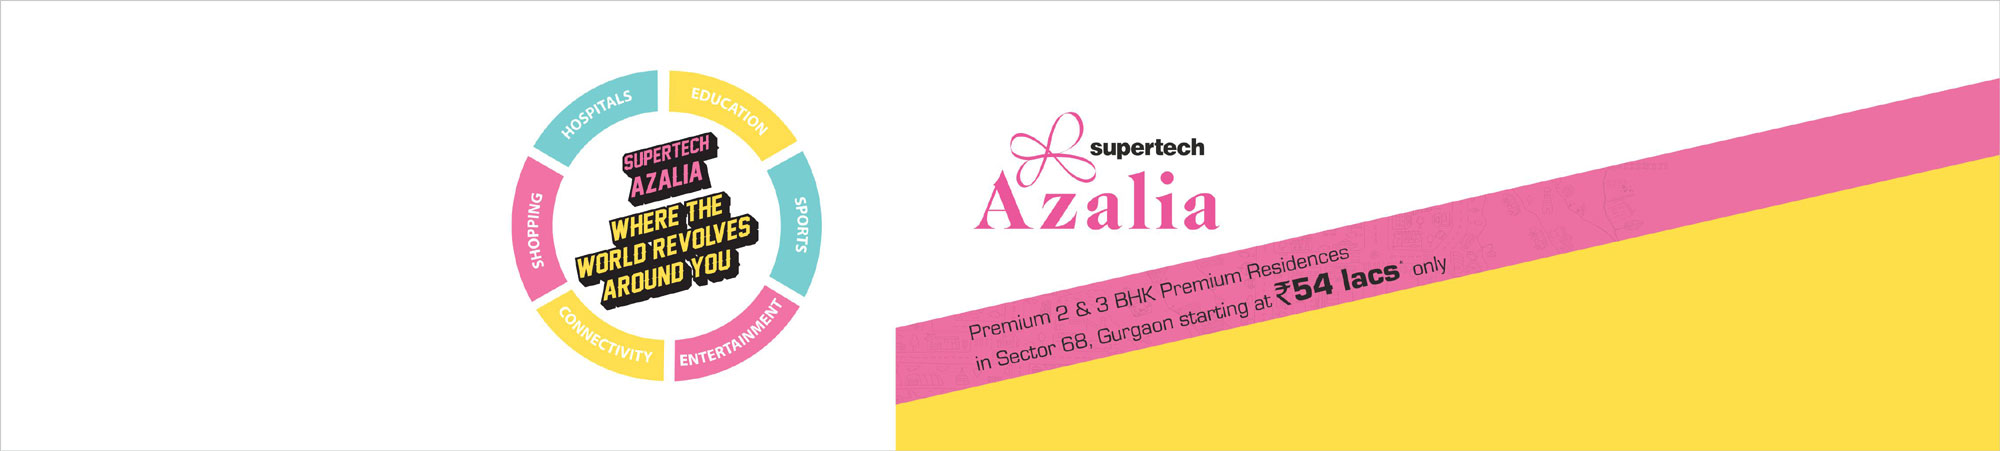 HOSPITALS
EDUCATION
SPORTS
ENTERTAINMENT
CONNECTIVITY
SHOPPING
SUPERTECH
AZALIA
WHERE THE
WORLD REVOLVES
AROUND YOU
supertech
Azalia
Premium 2 & 3 BHK Premium Residences
in Sector 68, Gurgaon starting at ₹54 lacs* only